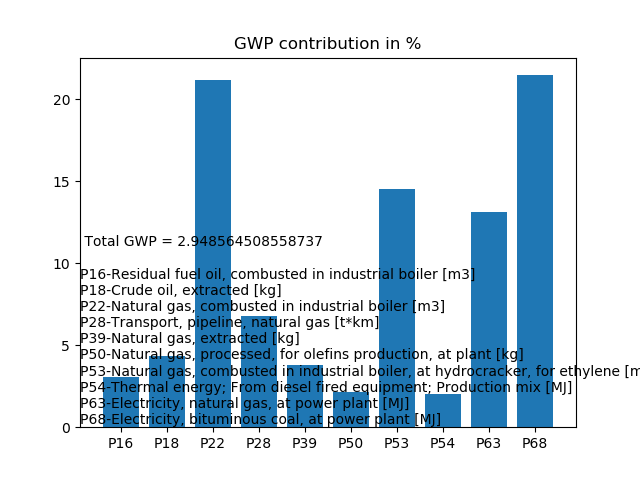 GWP contribution in %
20
15
10
5
0
Total GWP = 2.948564508558737
P16-Residual fuel oil, combusted in industrial boiler [m3]
P18-Crude oil, extracted [kg]
P22-Natural gas, combusted in industrial boiler [m3]
P28-Transport, pipeline, natural gas [t*km]
P39-Natural gas, extracted [kg]
P50-Natural gas, processed, for olefins production, at plant [kg]
P53-Natural gas, combusted in industrial boiler, at hydrocracker, for ethylene [m
P54-Thermal energy; From diesel fired equipment; Production mix [MJ]
P63-Electricity, natural gas, at power plant [MJ]
P68-Electricity, bituminous coal, at power plant [MJ]
P16 P18 P22 P28 P39 P50 P53 P54 P63 P68